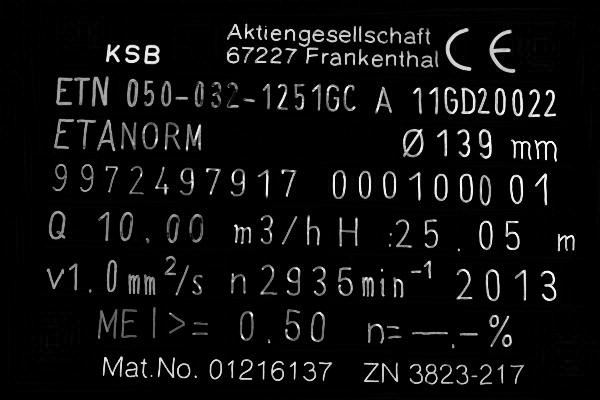 KSB Aktiengesellschaft
67227 Frankenthal CE
ETN 050-032-1251GC A 11GD20022
ETANORM Ø 139 mm
9972497917 000100001
Q 10.00 m3/h H :25.05 m
v1.0mm²/s n2935min⁻¹ 2013
MEI>= 0.50 n=—.–%
Mat.No. 01216137 ZN 3823-217